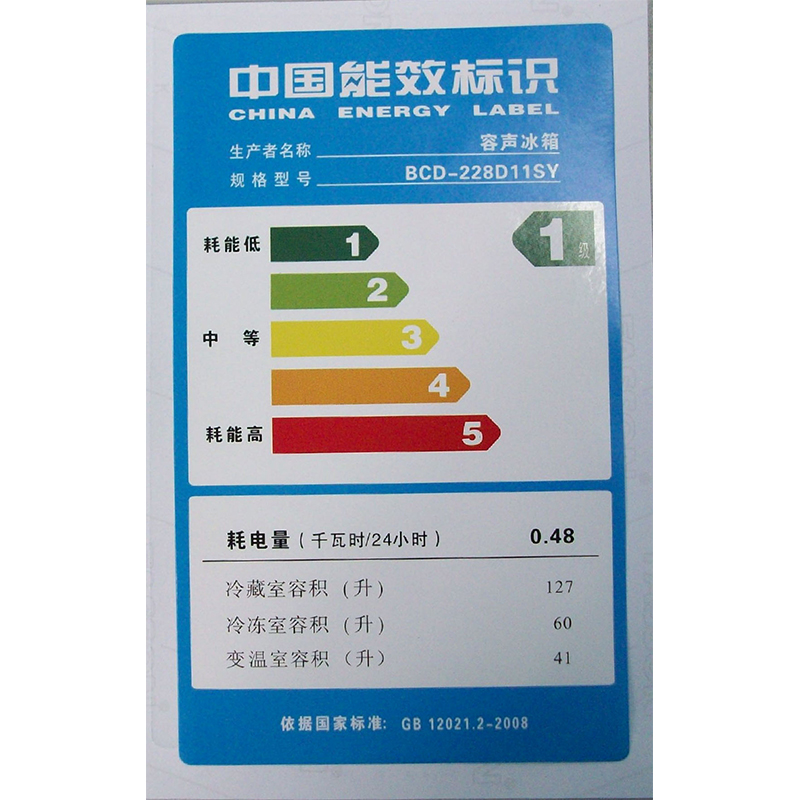 中国能效标识
CHINA ENERGY LABEL
生产者名称 容声冰箱
规格型号 BCD-228D11SY
耗能低 1 1级
2
中等 3
4
耗能高 5
耗电量（千瓦时/24小时） 0.48
冷藏室容积（升） 127
冷冻室容积（升） 60
变温室容积（升） 41
依据国家标准: GB 12021.2-2008